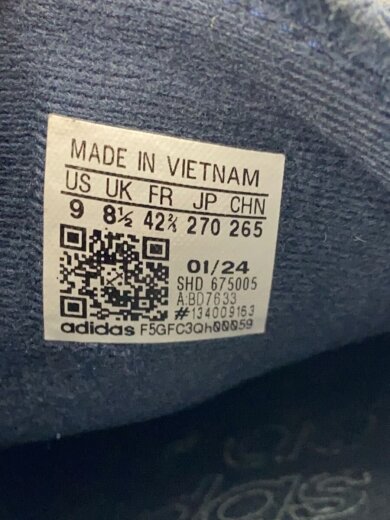 MADE IN VIETNAM
US UK FR JP CHN
9 8½ 42⅔ 270 265
01/24
SHD 675005
A:BD7633
#134009163
adidas F5GFC3Qh00059